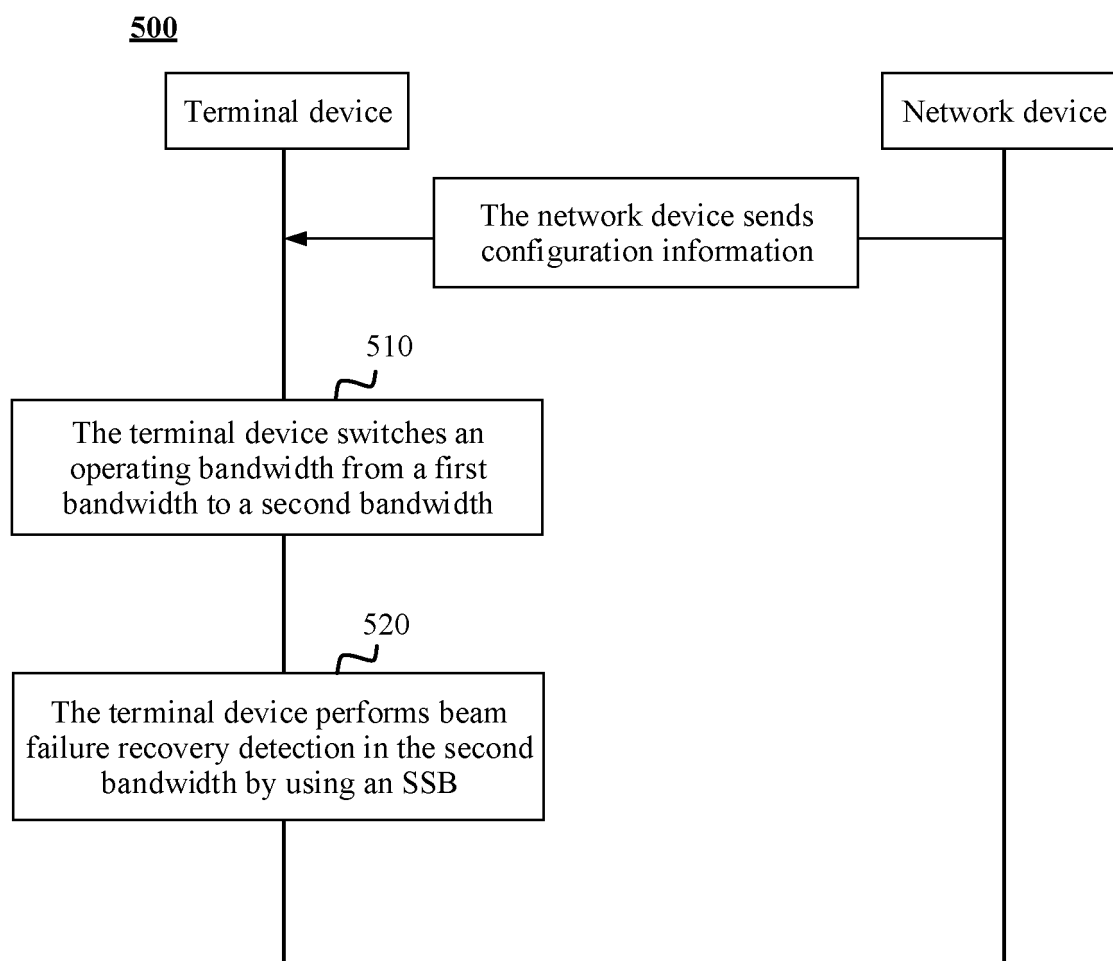 500
Terminal device
Network device
The network device sends
configuration information
510
The terminal device switches an
operating bandwidth from a first
bandwidth to a second bandwidth
520
The terminal device performs beam
failure recovery detection in the second
bandwidth by using an SSB